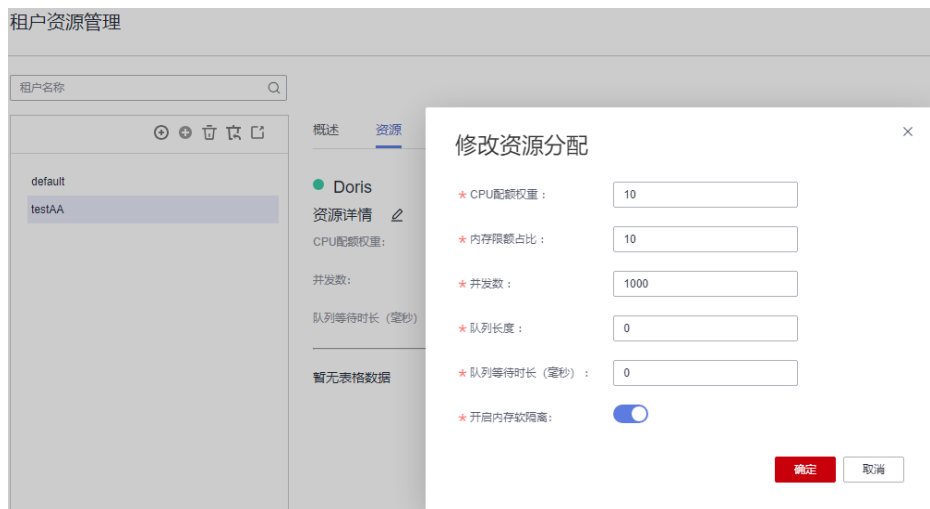 租户资源管理
租户名称
default
testAA
概述 资源
Doris
资源详情
CPU配额权重：
并发数：
队列等待时长（毫秒）
暂无表格数据
修改资源分配
* CPU配额权重： 10
* 内存限额占比： 10
* 并发数： 1000
* 队列长度： 0
* 队列等待时长（毫秒）： 0
* 开启内存软隔离：
确定 取消